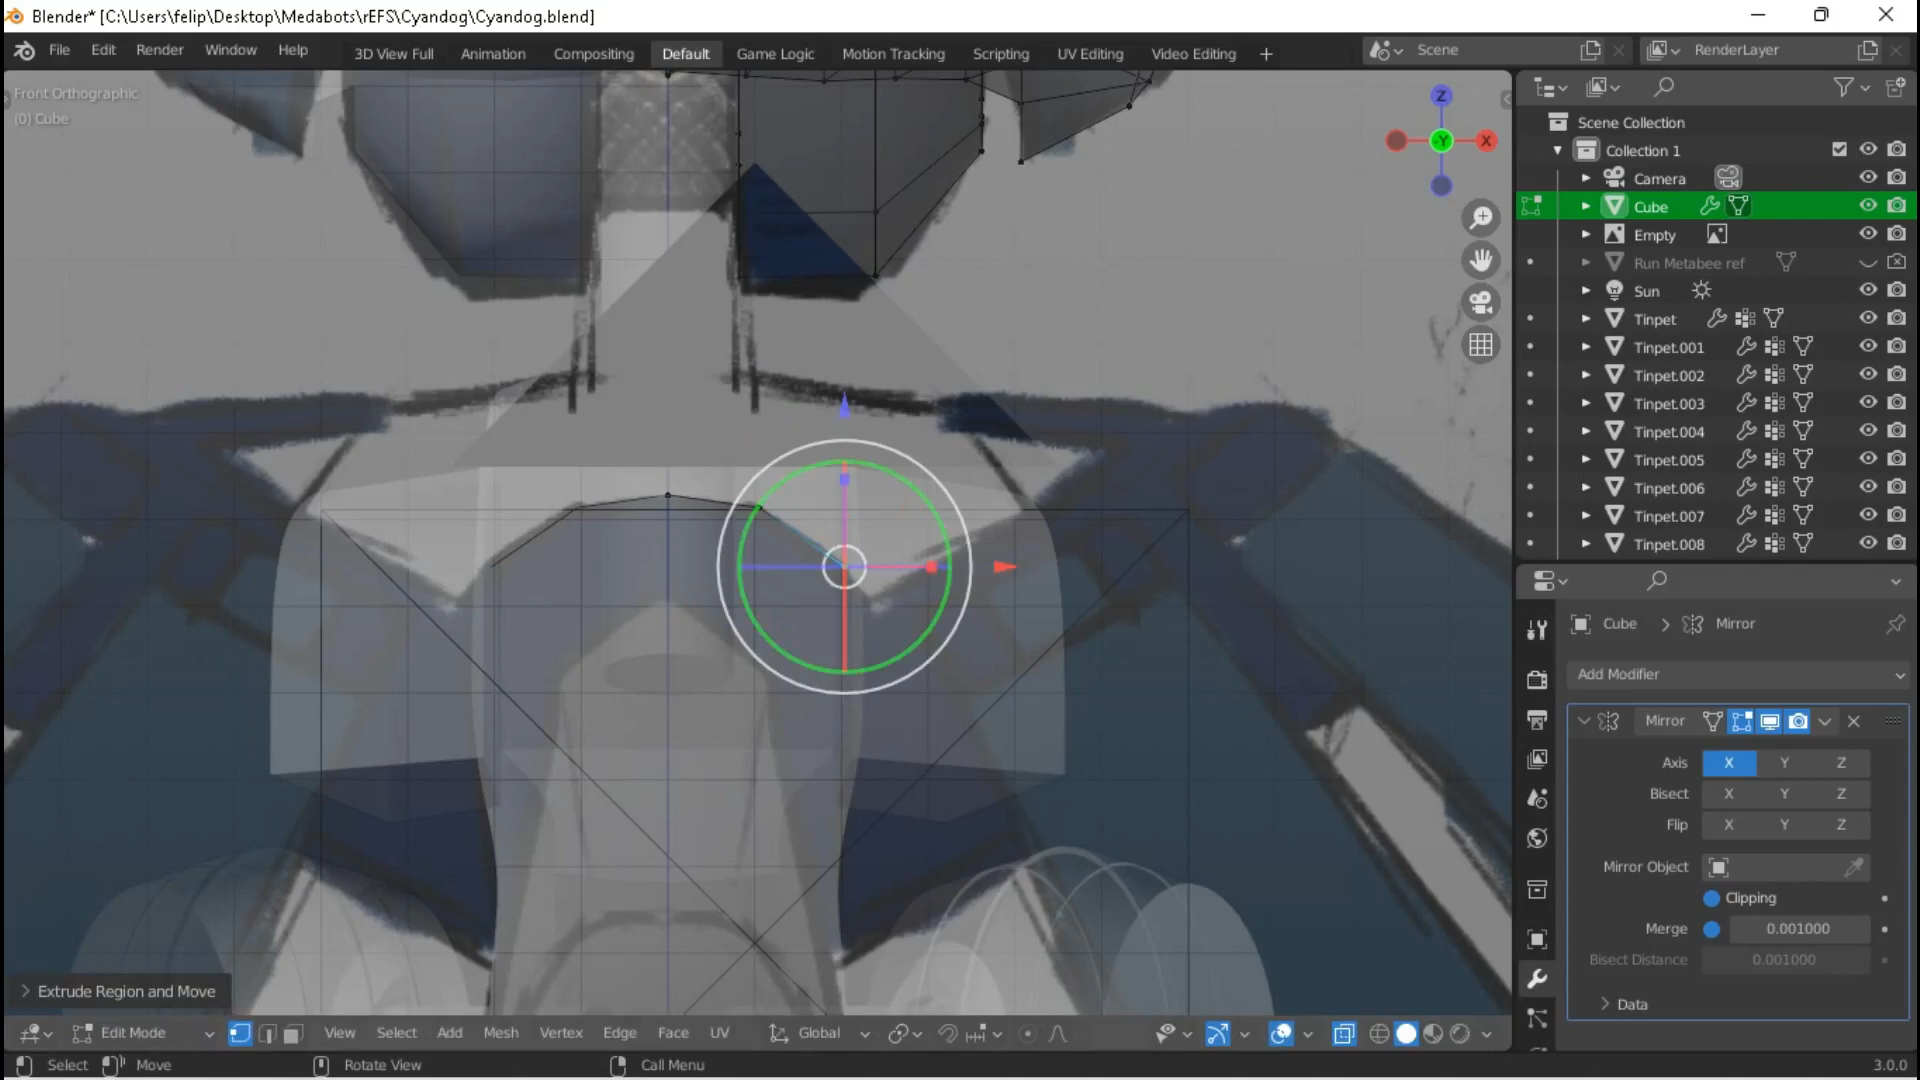 Blender* [C:\Users\felip\Desktop\Medabots\rEFS\Cyandog\Cyandog.blend]
File Edit Render Window Help 3D View Full Animation Compositing Default Game Logic Motion Tracking Scripting UV Editing Video Editing + Scene RenderLayer
Front Orthographic
(0) Cube
Z
Y X
Scene Collection
Collection 1
Camera
Cube
Empty
Run Metabee ref
Sun
Tinpet
Tinpet.001
Tinpet.002
Tinpet.003
Tinpet.004
Tinpet.005
Tinpet.006
Tinpet.007
Tinpet.008
Cube > Mirror
Add Modifier
Mirror
Axis X Y Z
Bisect X Y Z
Flip X Y Z
Mirror Object
Clipping
Merge 0.001000
Bisect Distance 0.001000
Data
Extrude Region and Move
Edit Mode View Select Add Mesh Vertex Edge Face UV Global
Select Move Rotate View Call Menu 3.0.0